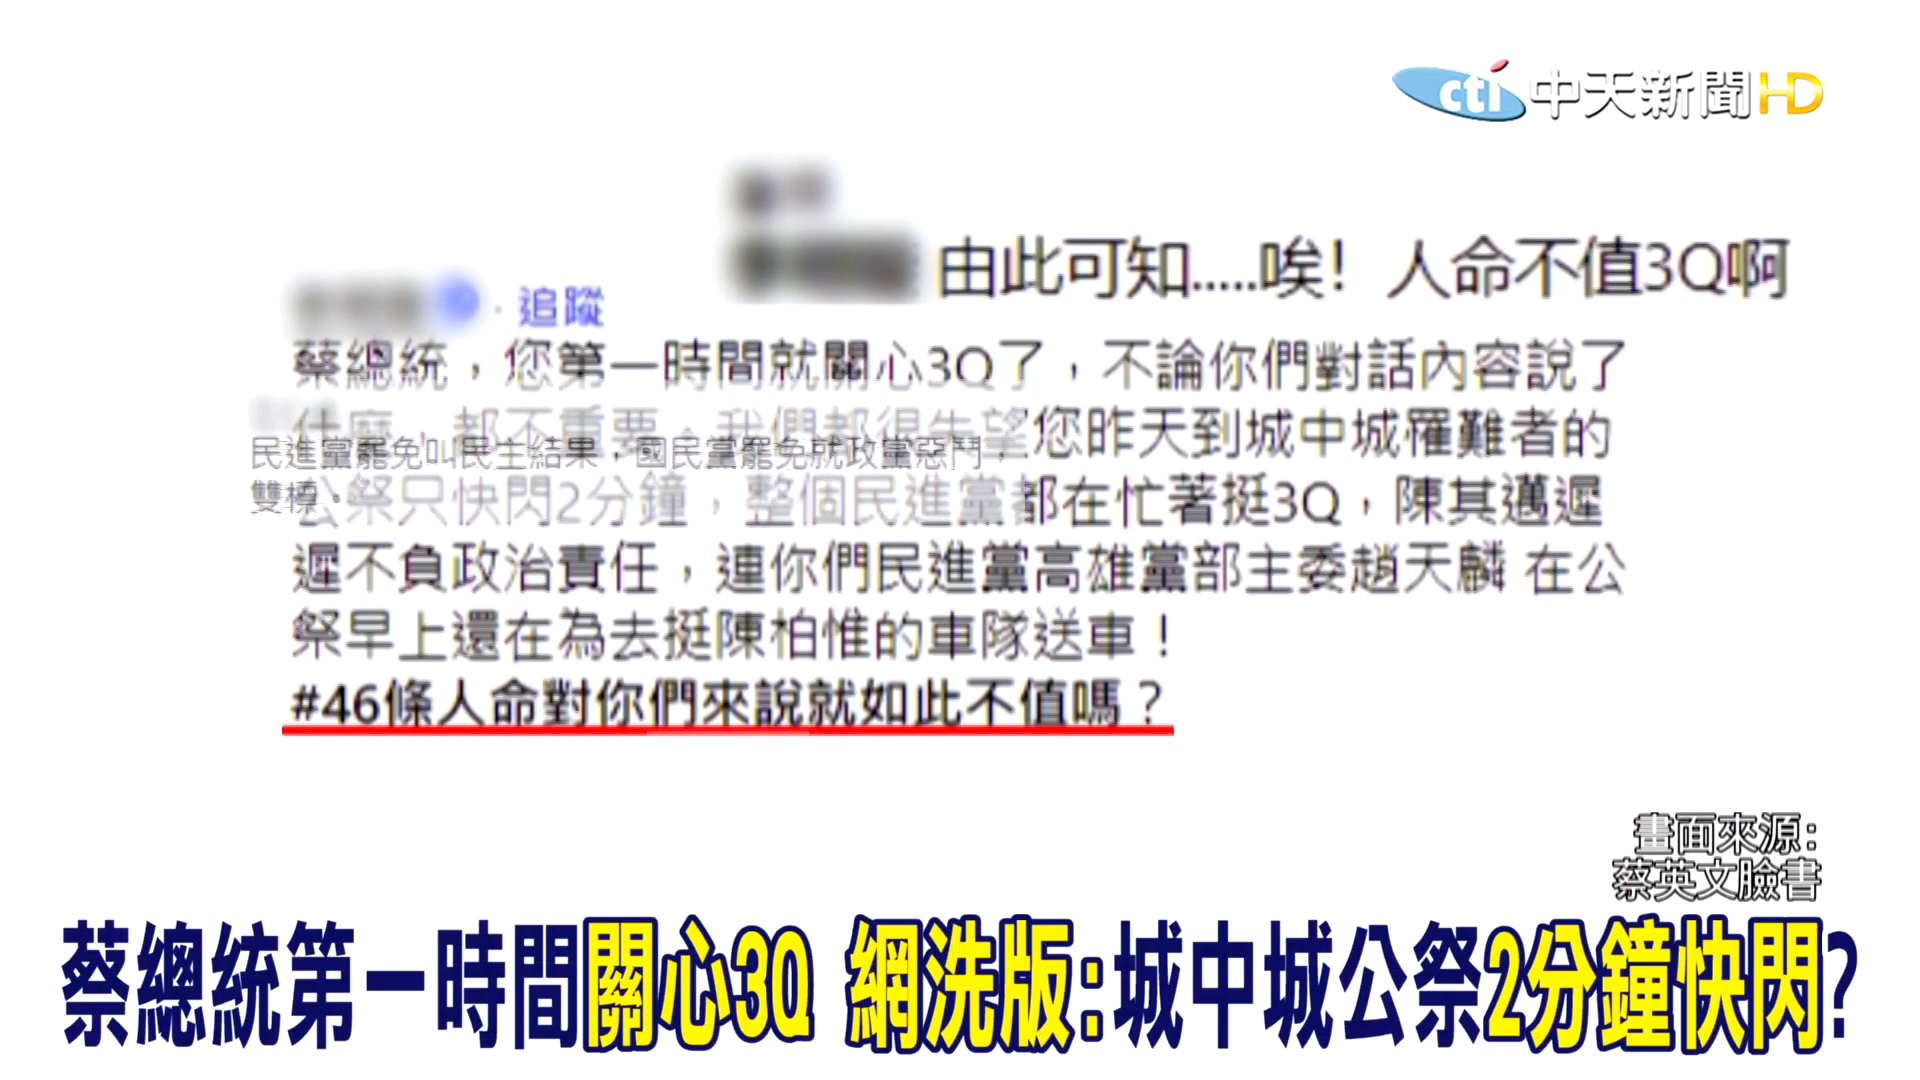 cti中天新聞HD
由此可知.....唉！人命不值3Q啊
追蹤
蔡總統，您第一時間就關心3Q了，不論你們對話內容說了
什麼，都不重要，我們都很失望您昨天到城中城罹難者的
民進黨罷免叫民主結果，國民黨罷免就政黨惡鬥，
雙標。
公祭只快閃2分鐘，整個民進黨都在忙著挺3Q，陳其邁遲
遲不負政治責任，連你們民進黨高雄黨部主委趙天麟 在公
祭早上還在為去挺陳柏惟的車隊送車！
#46條人命對你們來說就如此不值嗎？
畫面來源：
蔡英文臉書
蔡總統第一時間關心3Q 網洗版：城中城公祭2分鐘快閃？